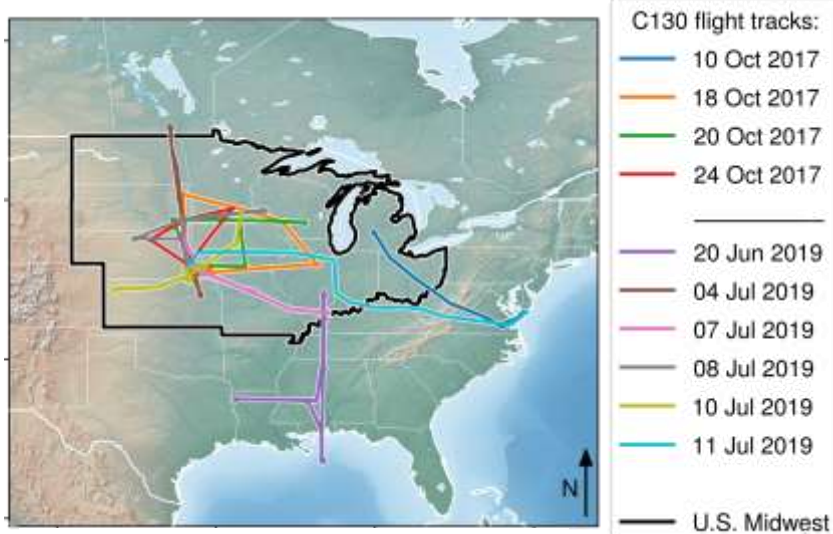 C130 flight tracks:
10 Oct 2017
18 Oct 2017
20 Oct 2017
24 Oct 2017
20 Jun 2019
04 Jul 2019
07 Jul 2019
08 Jul 2019
10 Jul 2019
11 Jul 2019
N
U.S. Midwest